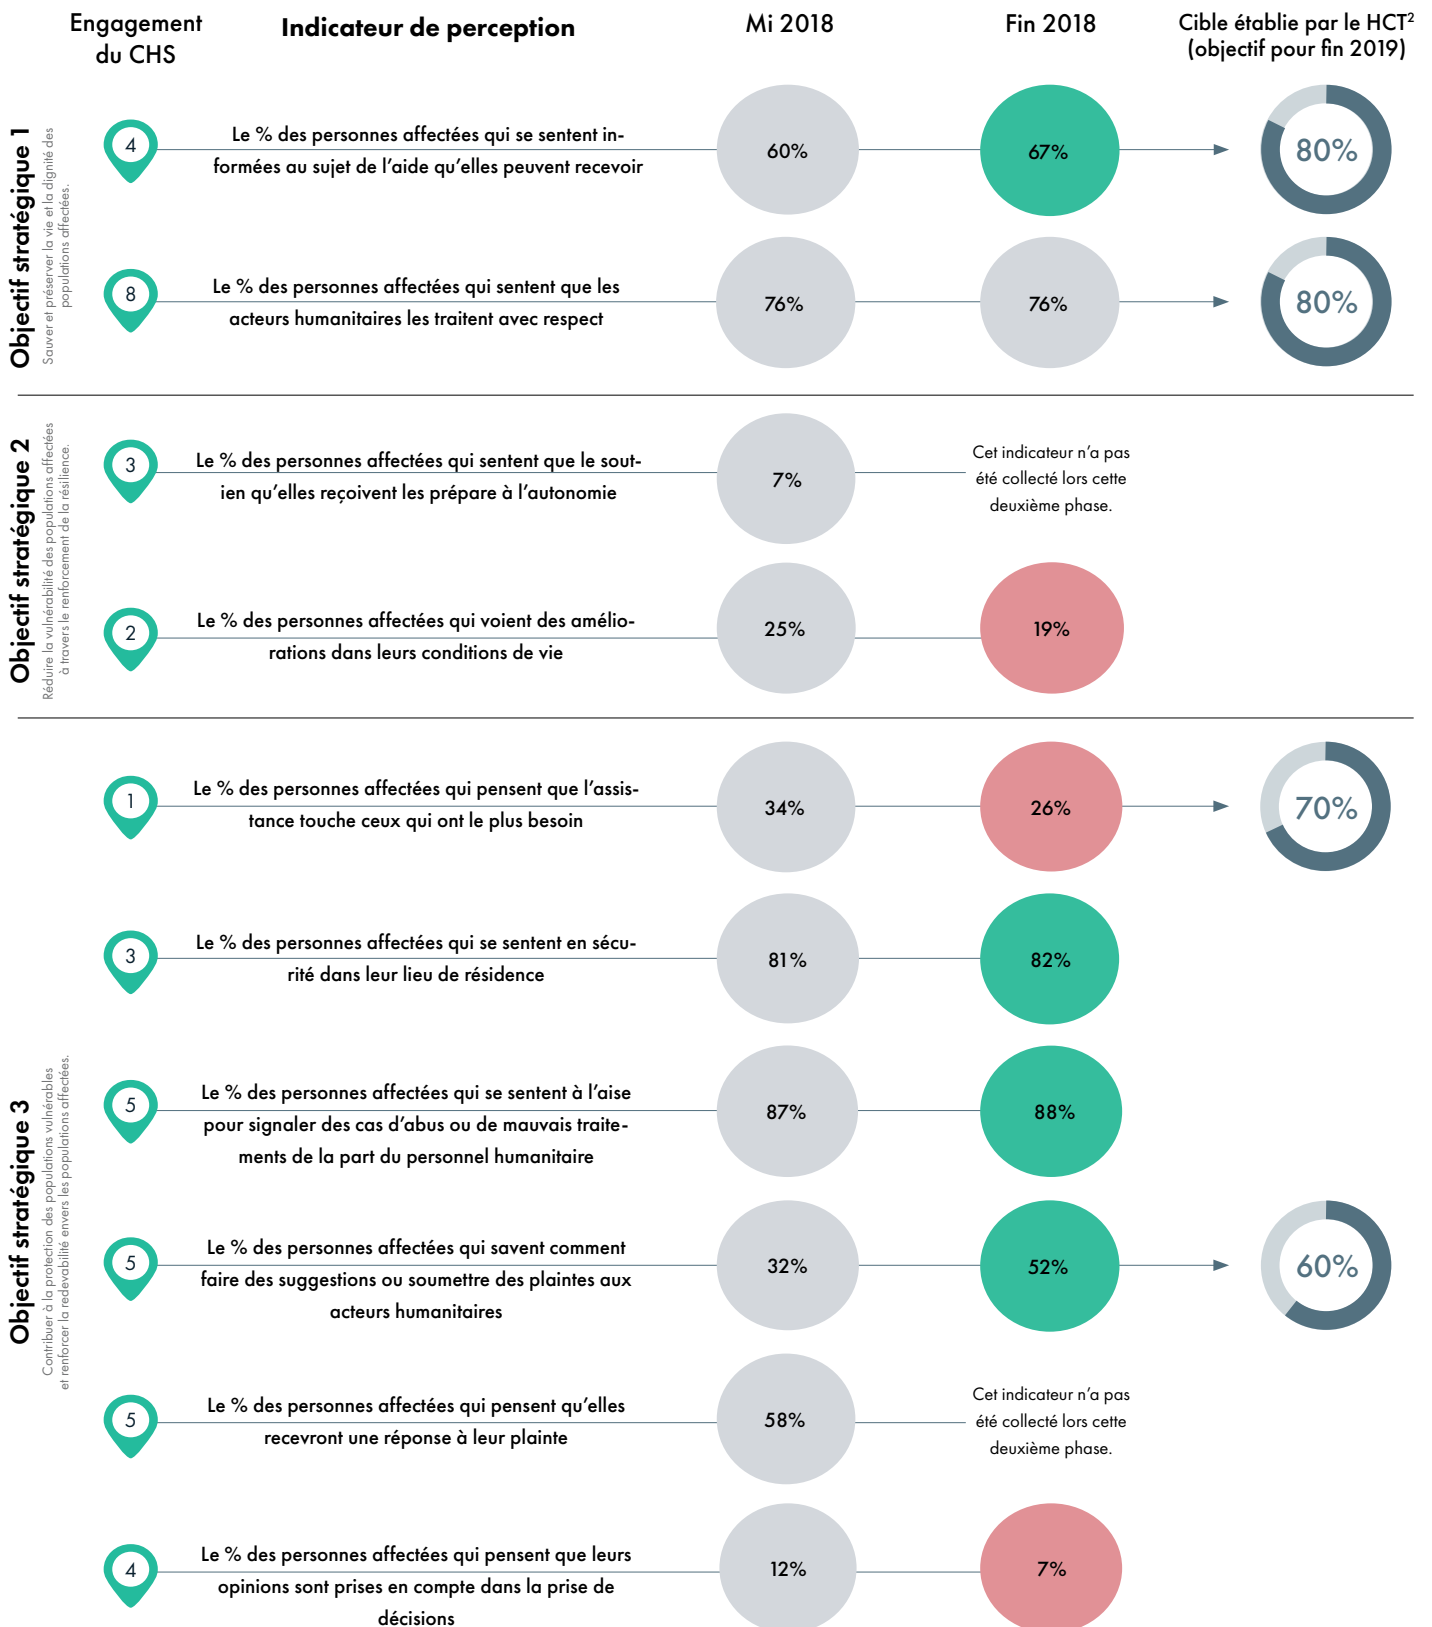 Engagement
du CHS
Indicateur de perception
Mi 2018
Fin 2018
Cible établie par le HCT²
(objectif pour fin 2019)
Objectif stratégique 1
Sauver et préserver la vie et la dignité des
populations affectées.
4
Le % des personnes affectées qui se sentent in-
formées au sujet de l'aide qu'elles peuvent recevoir
60%
67%
80%
8
Le % des personnes affectées qui sentent que les
acteurs humanitaires les traitent avec respect
76%
76%
80%
Objectif stratégique 2
Réduire la vulnérabilité des populations affectées
à travers le renforcement de la résilience.
3
Le % des personnes affectées qui sentent que le sout-
ien qu'elles reçoivent les prépare à l'autonomie
7%
Cet indicateur n'a pas
été collecté lors cette
deuxième phase.
2
Le % des personnes affectées qui voient des amélio-
rations dans leurs conditions de vie
25%
19%
Objectif stratégique 3
Contribuer à la protection des populations vulnérables
et renforcer la redevabilité envers les populations affectées.
1
Le % des personnes affectées qui pensent que l'assis-
tance touche ceux qui ont le plus besoin
34%
26%
70%
3
Le % des personnes affectées qui se sentent en sécu-
rité dans leur lieu de résidence
81%
82%
5
Le % des personnes affectées qui se sentent à l'aise
pour signaler des cas d'abus ou de mauvais traite-
ments de la part du personnel humanitaire
87%
88%
5
Le % des personnes affectées qui savent comment
faire des suggestions ou soumettre des plaintes aux
acteurs humanitaires
32%
52%
60%
5
Le % des personnes affectées qui pensent qu'elles
recevront une réponse à leur plainte
58%
Cet indicateur n'a pas
été collecté lors cette
deuxième phase.
4
Le % des personnes affectées qui pensent que leurs
opinions sont prises en compte dans la prise de
décisions
12%
7%